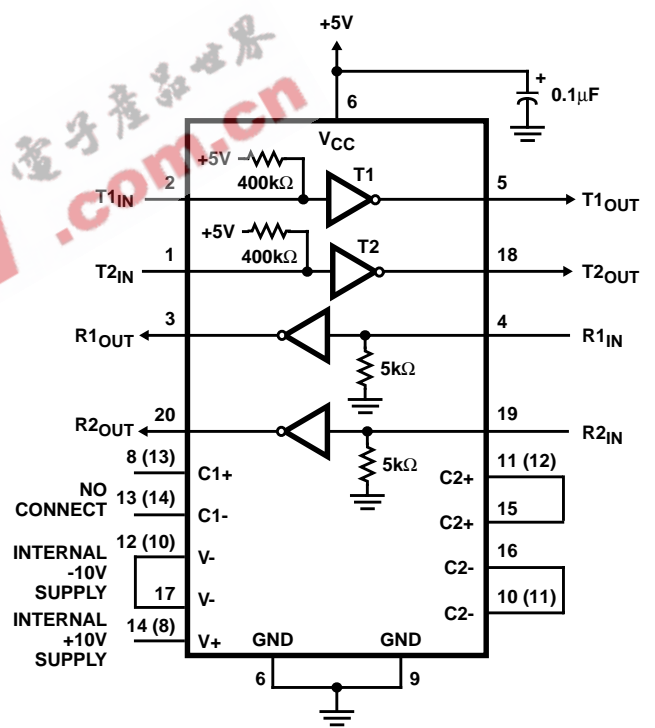 +5V
6
+
0.1µF
VCC
電子產品世界
.com.cn
+5V
400kΩ
T1
T1IN
2
5
T1OUT
+5V
400kΩ
T2
T2IN
1
18
T2OUT
R1OUT
3
4
R1IN
5kΩ
R2OUT
20
19
R2IN
5kΩ
8 (13)
C1+
C2+
11 (12)
NO
CONNECT
13 (14)
C1-
C2+
15
INTERNAL
-10V
SUPPLY
12 (10)
V-
C2-
16
17
V-
C2-
10 (11)
INTERNAL
+10V
SUPPLY
14 (8)
V+
GND
GND
6
9